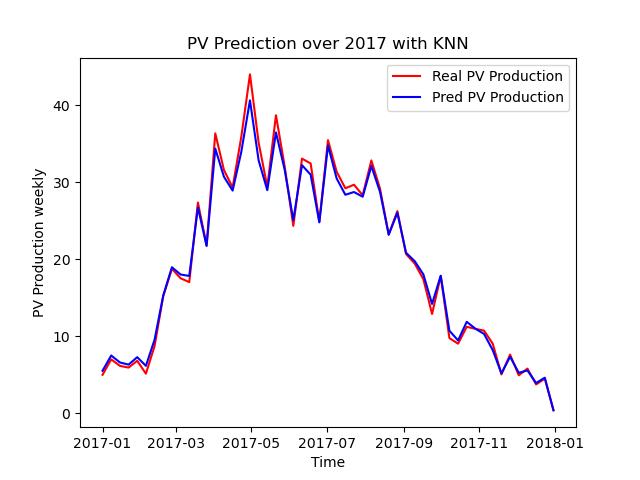 PV Prediction over 2017 with KNN
Real PV Production
Pred PV Production
PV Production weekly
40
30
20
10
0
2017-01 2017-03 2017-05 2017-07 2017-09 2017-11 2018-01
Time